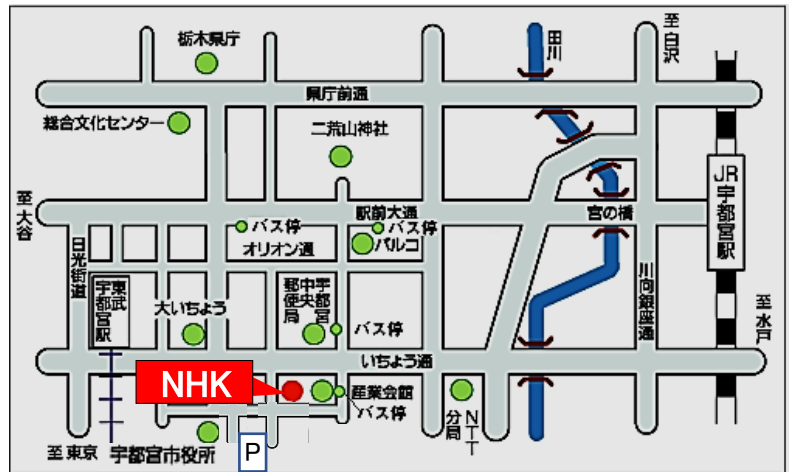 栃木県庁
田川
至白沢
県庁前通
総合文化センター
二荒山神社
JR宇都宮駅
至大谷
駅前大通
宮の橋
バス停
バス停
オリオン通
パルコ
日光街道
東武宇都宮駅
宇都宮中央郵便局
川向銀座通
大いちょう
バス停
至水戸
いちょう通
NHK
産業会館
バス停
NTT分局
至東京
宇都宮市役所
P